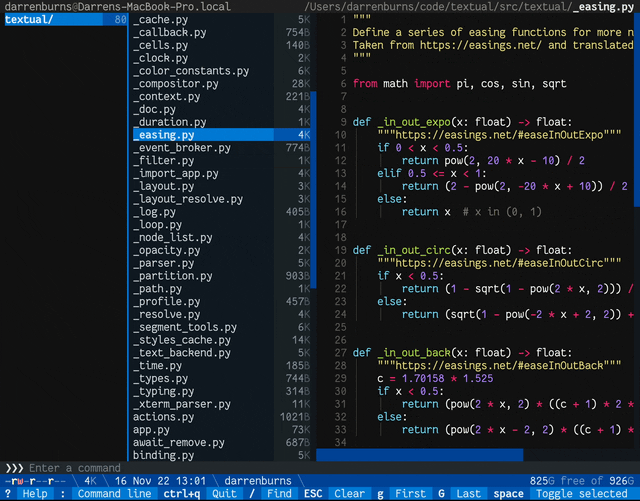 darrenburns@Darrens-MacBook-Pro.local /Users/darrenburns/code/textual/src/textual/_easing.py
textual/ 80
_cache.py 5K
_callback.py 754B
_cells.py 140B
_clock.py 2K
_color_constants.py 6K
_compositor.py 28K
_context.py 221B
_doc.py 4K
_duration.py 1K
_easing.py 4K
_event_broker.py 774B
_filter.py 1K
_import_app.py 4K
_layout.py 3K
_layout_resolve.py 3K
_log.py 405B
_loop.py 1K
_node_list.py 4K
_opacity.py 2K
_parser.py 5K
_partition.py 903B
_path.py 1K
_profile.py 457B
_resolve.py 4K
_segment_tools.py 6K
_styles_cache.py 14K
_text_backend.py 5K
_time.py 185B
_types.py 744B
_typing.py 314B
_xterm_parser.py 11K
actions.py 1021B
app.py 73K
await_remove.py 687B
binding.py 5K
1 """
2 Define a series of easing functions for more n
3 Taken from https://easings.net/ and translated
4 """
5
6 from math import pi, cos, sin, sqrt
7
8
9 def _in_out_expo(x: float) -> float:
10 """https://easings.net/#easeInOutExpo"""
11 if 0 < x < 0.5:
12 return pow(2, 20 * x - 10) / 2
13 elif 0.5 <= x < 1:
14 return (2 - pow(2, -20 * x + 10)) / 2
15 else:
16 return x # x in (0, 1)
17
18
19 def _in_out_circ(x: float) -> float:
20 """https://easings.net/#easeInOutCirc"""
21 if x < 0.5:
22 return (1 - sqrt(1 - pow(2 * x, 2))) /
23 else:
24 return (sqrt(1 - pow(-2 * x + 2, 2)) +
25
26
27 def _in_out_back(x: float) -> float:
28 """https://easings.net/#easeInOutBack"""
29 c = 1.70158 * 1.525
30 if x < 0.5:
31 return (pow(2 * x, 2) * ((c + 1) * 2 *
32 else:
33 return (pow(2 * x - 2, 2) * ((c + 1) *
34
❯❯❯ Enter a command
-rw-r--r-- 4K 16 Nov 22 13:01 darrenburns 825G free of 926G
? Help : Command line ctrl+q Quit / Find ESC Clear g First G Last space Toggle selected